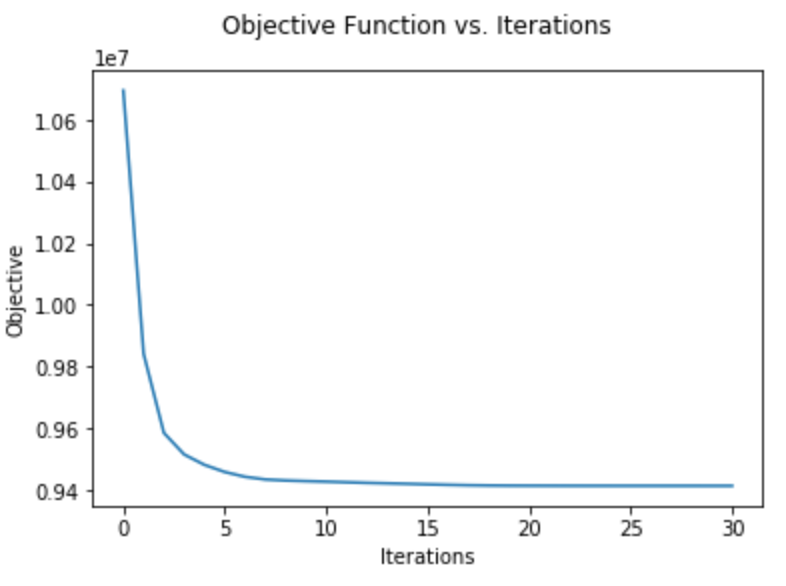 Objective Function vs. Iterations
1e7
1.06
1.04
1.02
1.00
0.98
0.96
0.94
Objective
0 5 10 15 20 25 30
Iterations